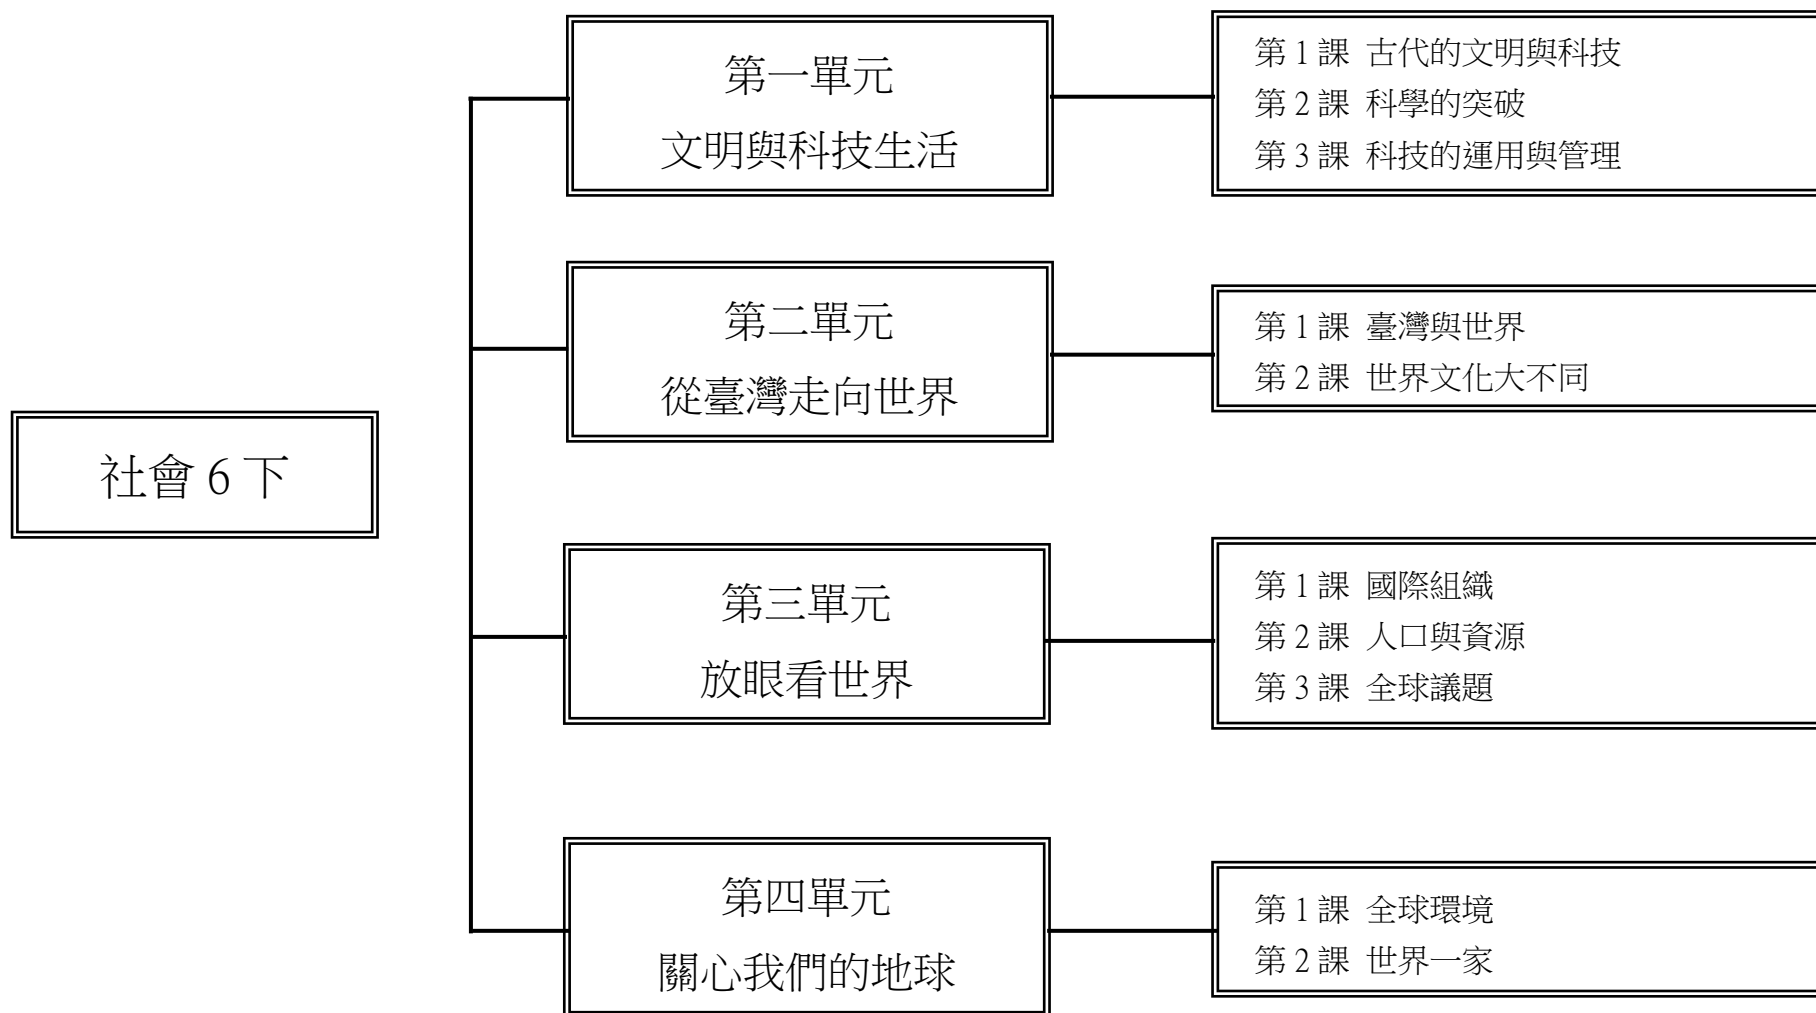 社會 6 下
第一單元
文明與科技生活
第 1 課 古代的文明與科技
第 2 課 科學的突破
第 3 課 科技的運用與管理
第二單元
從臺灣走向世界
第 1 課 臺灣與世界
第 2 課 世界文化大不同
第三單元
放眼看世界
第 1 課 國際組織
第 2 課 人口與資源
第 3 課 全球議題
第四單元
關心我們的地球
第 1 課 全球環境
第 2 課 世界一家